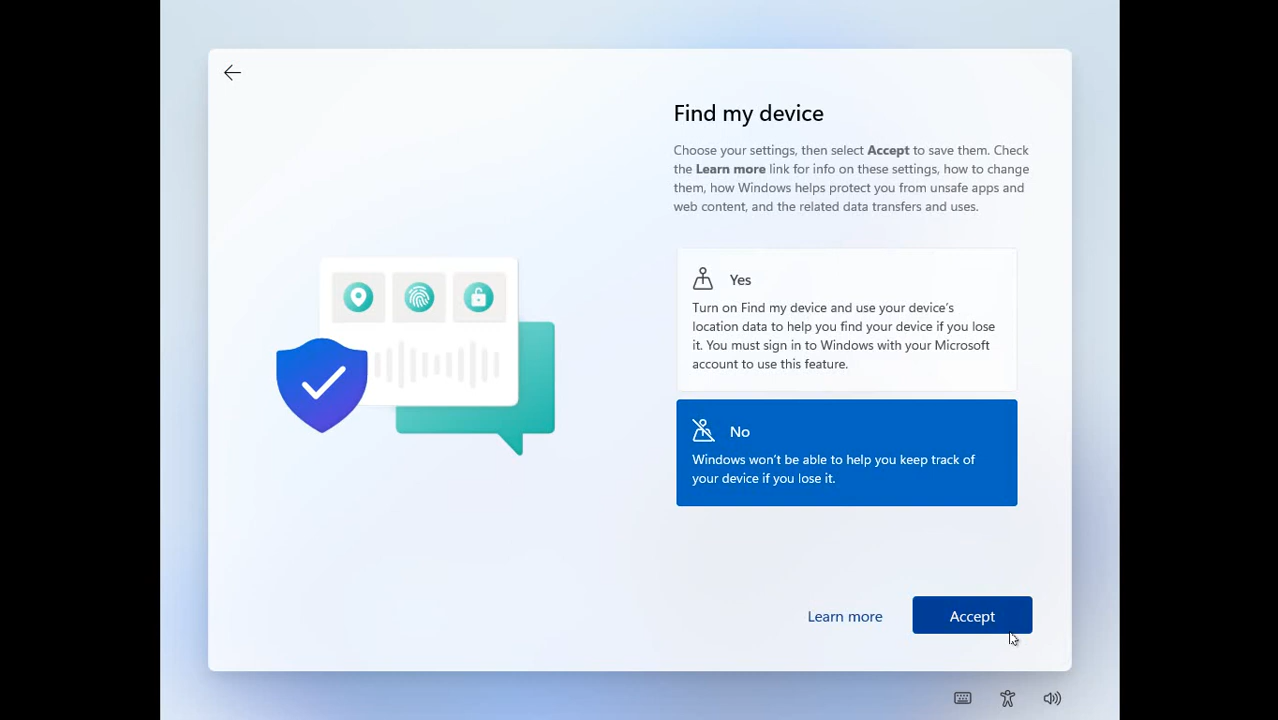 Find my device
Choose your settings, then select Accept to save them. Check
the Learn more link for info on these settings, how to change
them, how Windows helps protect you from unsafe apps and
web content, and the related data transfers and uses.
Yes
Turn on Find my device and use your device's
location data to help you find your device if you lose
it. You must sign in to Windows with your Microsoft
account to use this feature.
No
Windows won't be able to help you keep track of
your device if you lose it.
Learn more
Accept